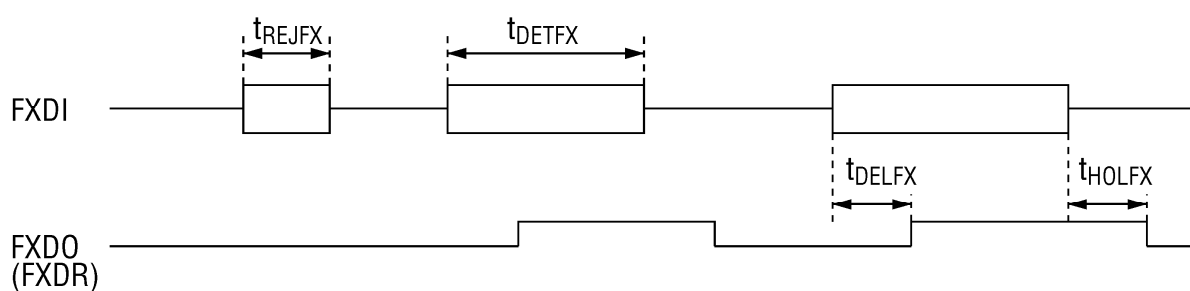 tREJFX
tDETFX
FXDI
tDELFX
tHOLFX
FXDO
(FXDR)